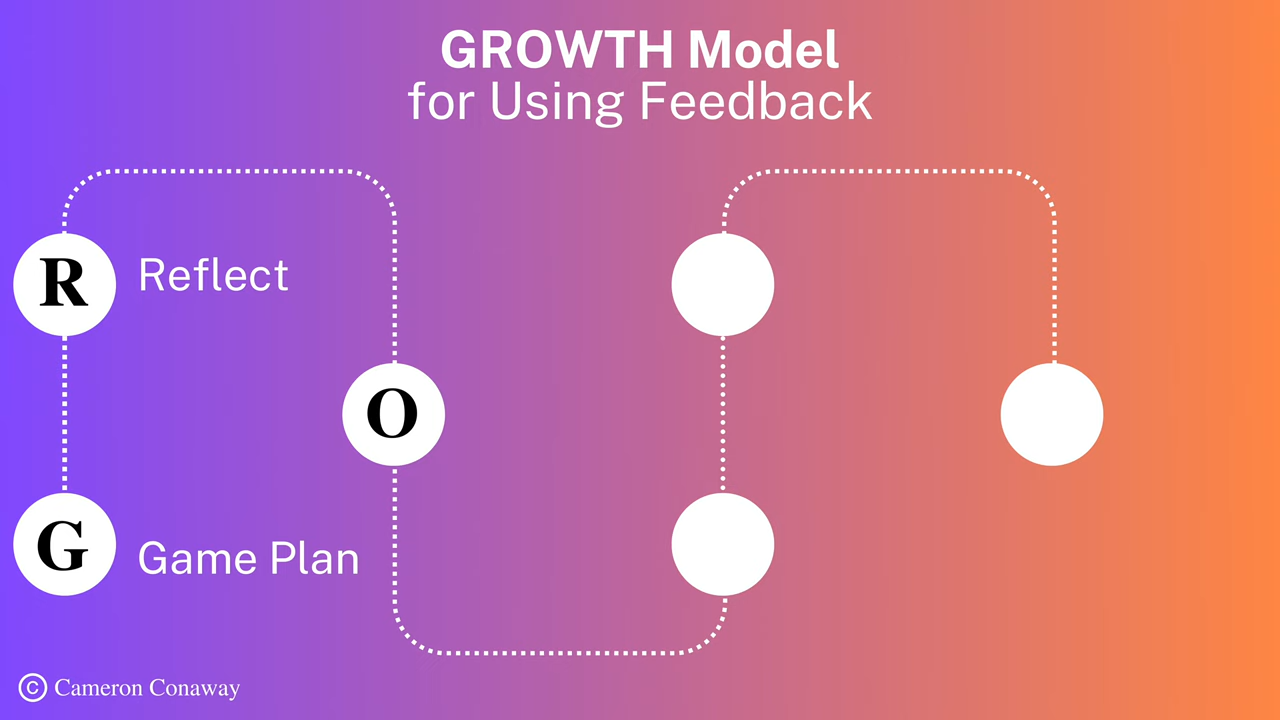 GROWTH Model
for Using Feedback
R
Reflect
O
G
Game Plan
© Cameron Conaway